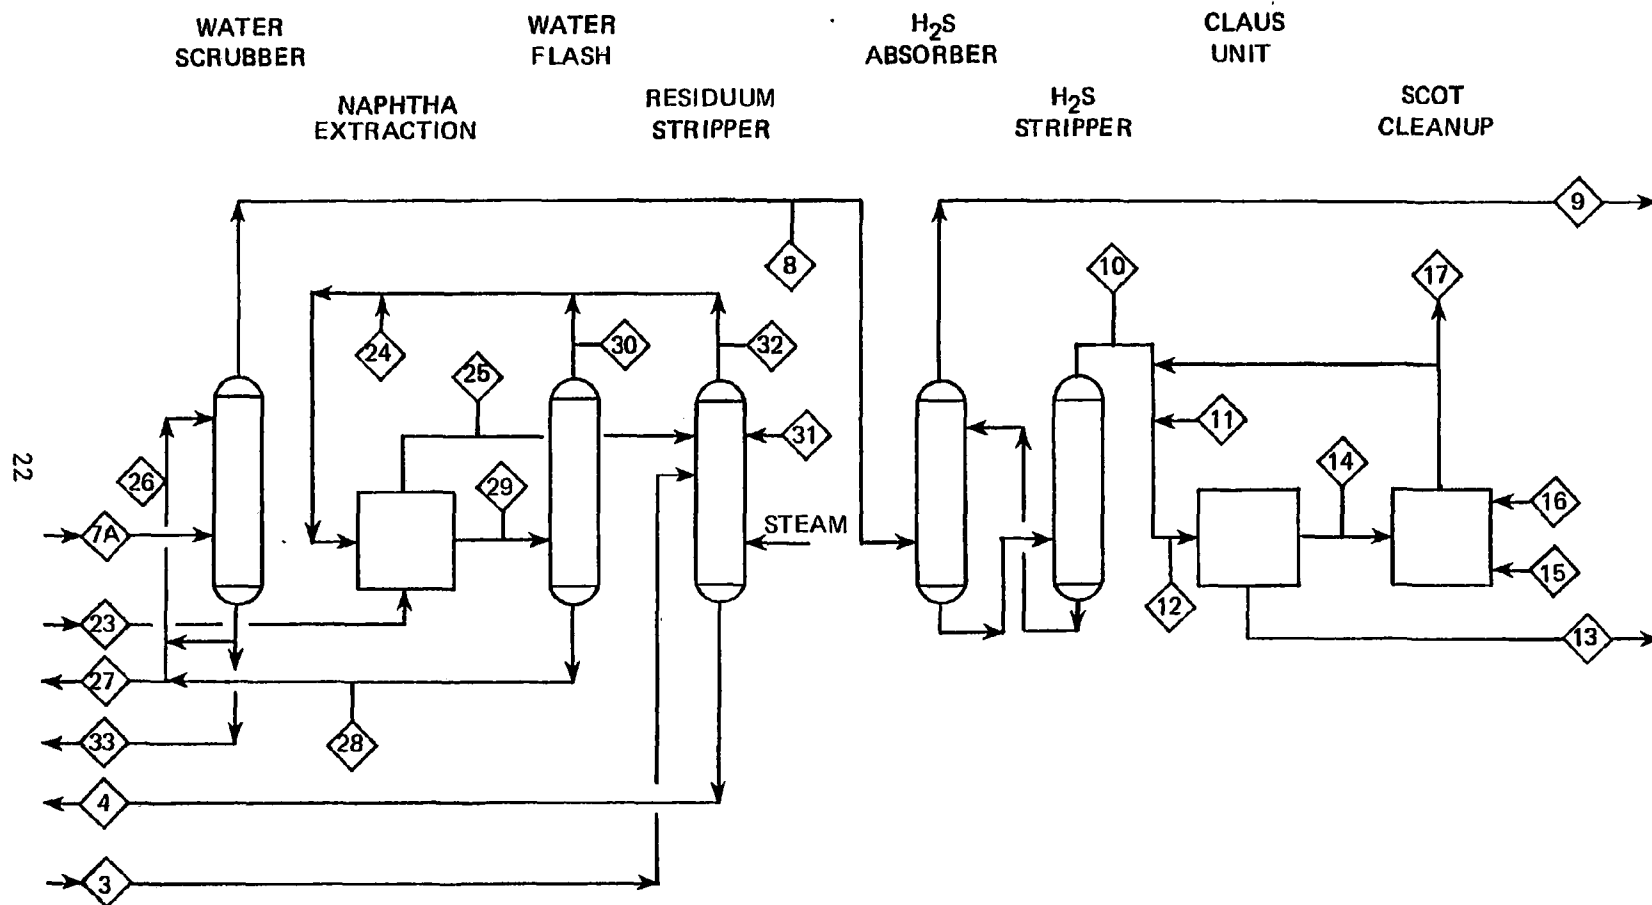 WATER
SCRUBBER
WATER
FLASH
H2S
ABSORBER
CLAUS
UNIT
NAPHTHA
EXTRACTION
RESIDUUM
STRIPPER
H2S
STRIPPER
SCOT
CLEANUP
9
8
10
17
24
30
32
25
11
31
14
26
29
22
16
7A
STEAM
15
12
23
13
27
33
28
4
3